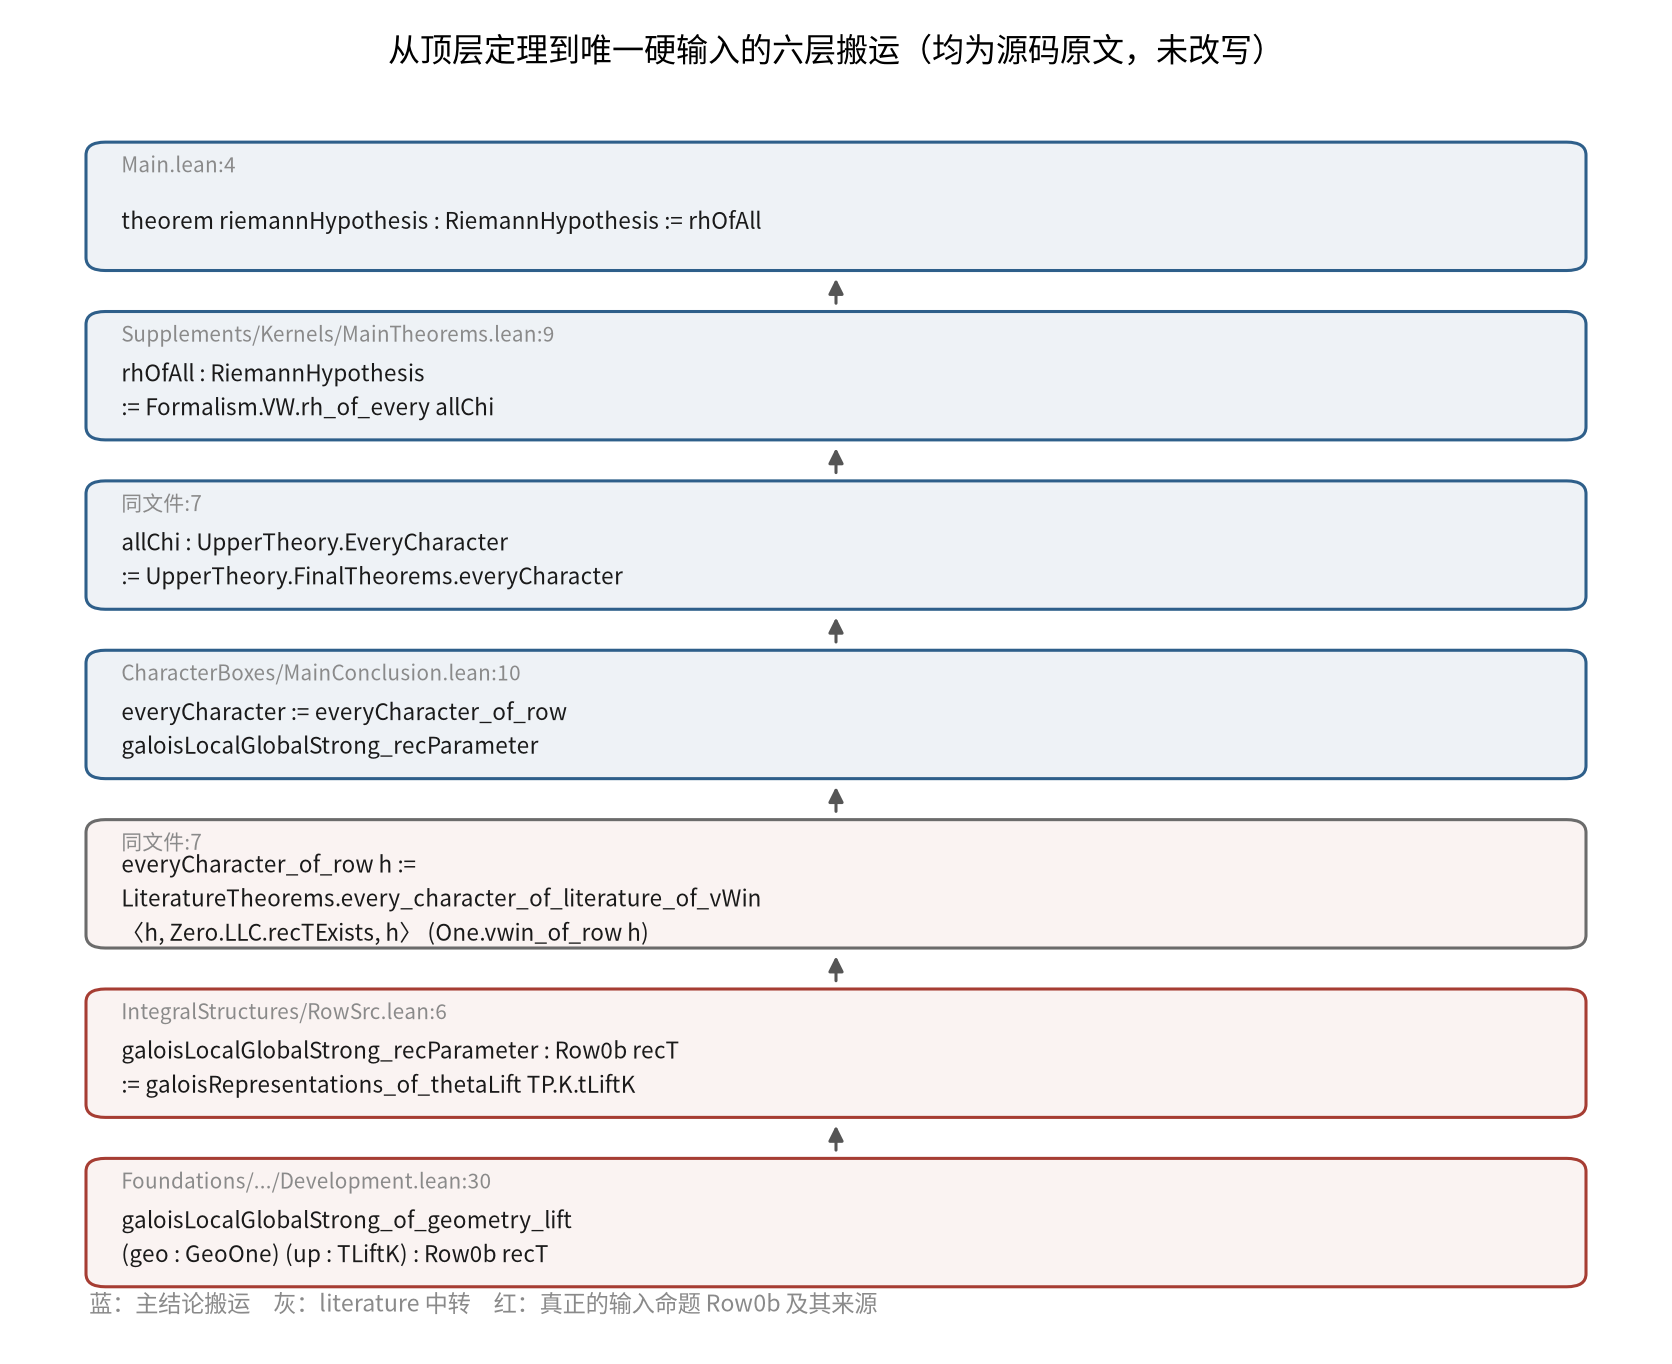 从顶层定理到唯一硬输入的六层搬运（均为源码原文，未改写）
Main.lean:4
theorem riemannHypothesis : RiemannHypothesis := rhOfAll
Supplements/Kernels/MainTheorems.lean:9
rhOfAll : RiemannHypothesis
:= Formalism.VW.rh_of_every allChi
同文件:7
allChi : UpperTheory.EveryCharacter
:= UpperTheory.FinalTheorems.everyCharacter
CharacterBoxes/MainConclusion.lean:10
everyCharacter := everyCharacter_of_row
galoisLocalGlobalStrong_recParameter
同文件:7
everyCharacter_of_row h :=
LiteratureTheorems.every_character_of_literature_of_vWin
〈h, Zero.LLC.recTExists, h〉 (One.vwin_of_row h)
IntegralStructures/RowSrc.lean:6
galoisLocalGlobalStrong_recParameter : Row0b recT
:= galoisRepresentations_of_thetaLift TP.K.tLiftK
Foundations/.../Development.lean:30
galoisLocalGlobalStrong_of_geometry_lift
(geo : GeoOne) (up : TLiftK) : Row0b recT
蓝：主结论搬运　灰：literature 中转　红：真正的输入命题 Row0b 及其来源